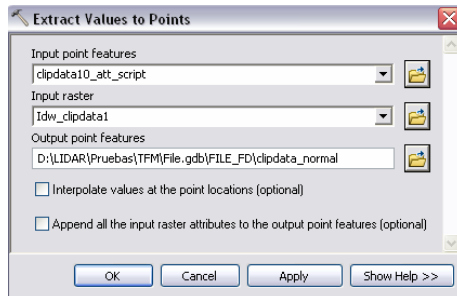 Extract Values to Points
Input point features
clipdata10_att_script
Input raster
Idw_clipdata1
Output point features
D:\LIDAR\Pruebas\TFM\File.gdb\FILE_FD\clipdata_normal
Interpolate values at the point locations (optional)
Append all the input raster attributes to the output point features (optional)
OK Cancel Apply Show Help >>